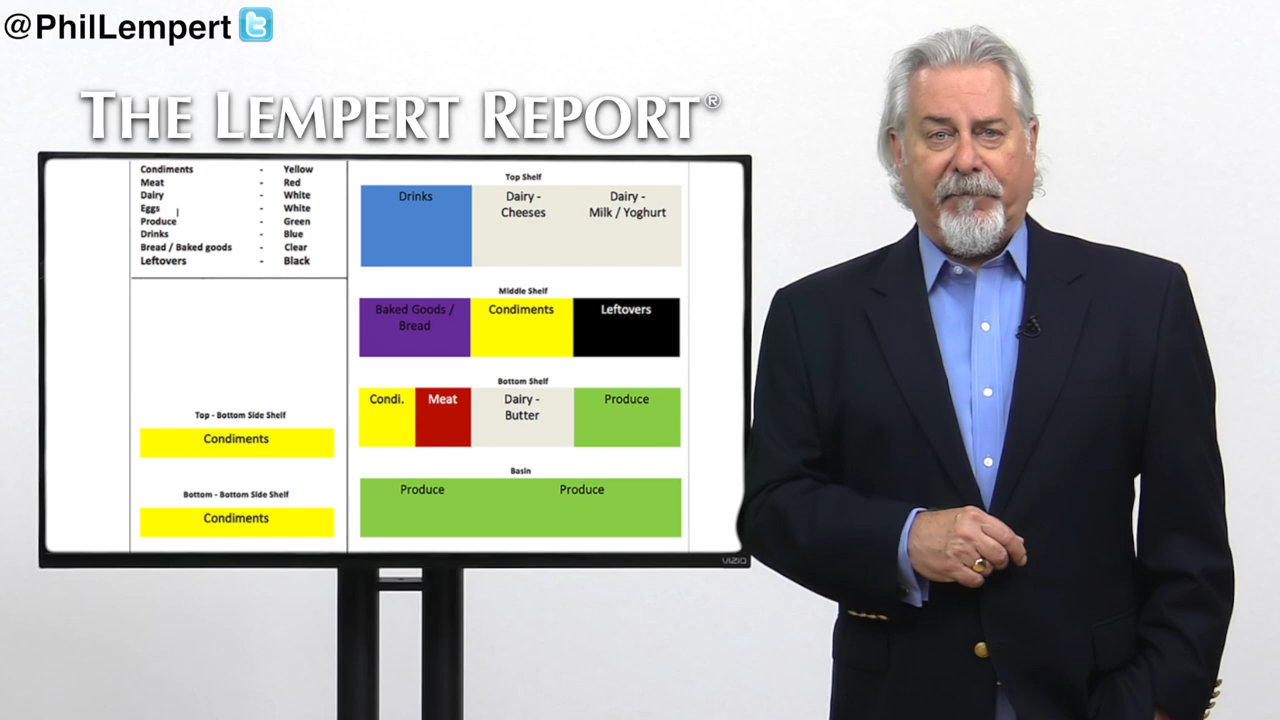 @PhilLempert
THE LEMPERT REPORT®
Condiments - Yellow
Meat - Red
Dairy - White
Eggs - White
Produce - Green
Drinks - Blue
Bread / Baked goods - Clear
Leftovers - Black
Top - Bottom Side Shelf
Condiments
Bottom - Bottom Side Shelf
Condiments
Top Shelf
Drinks
Dairy -
Cheeses
Dairy -
Milk / Yoghurt
Middle Shelf
Baked Goods /
Bread
Condiments
Leftovers
Bottom Shelf
Condi.
Meat
Dairy -
Butter
Produce
Basin
Produce
Produce
VIZIO